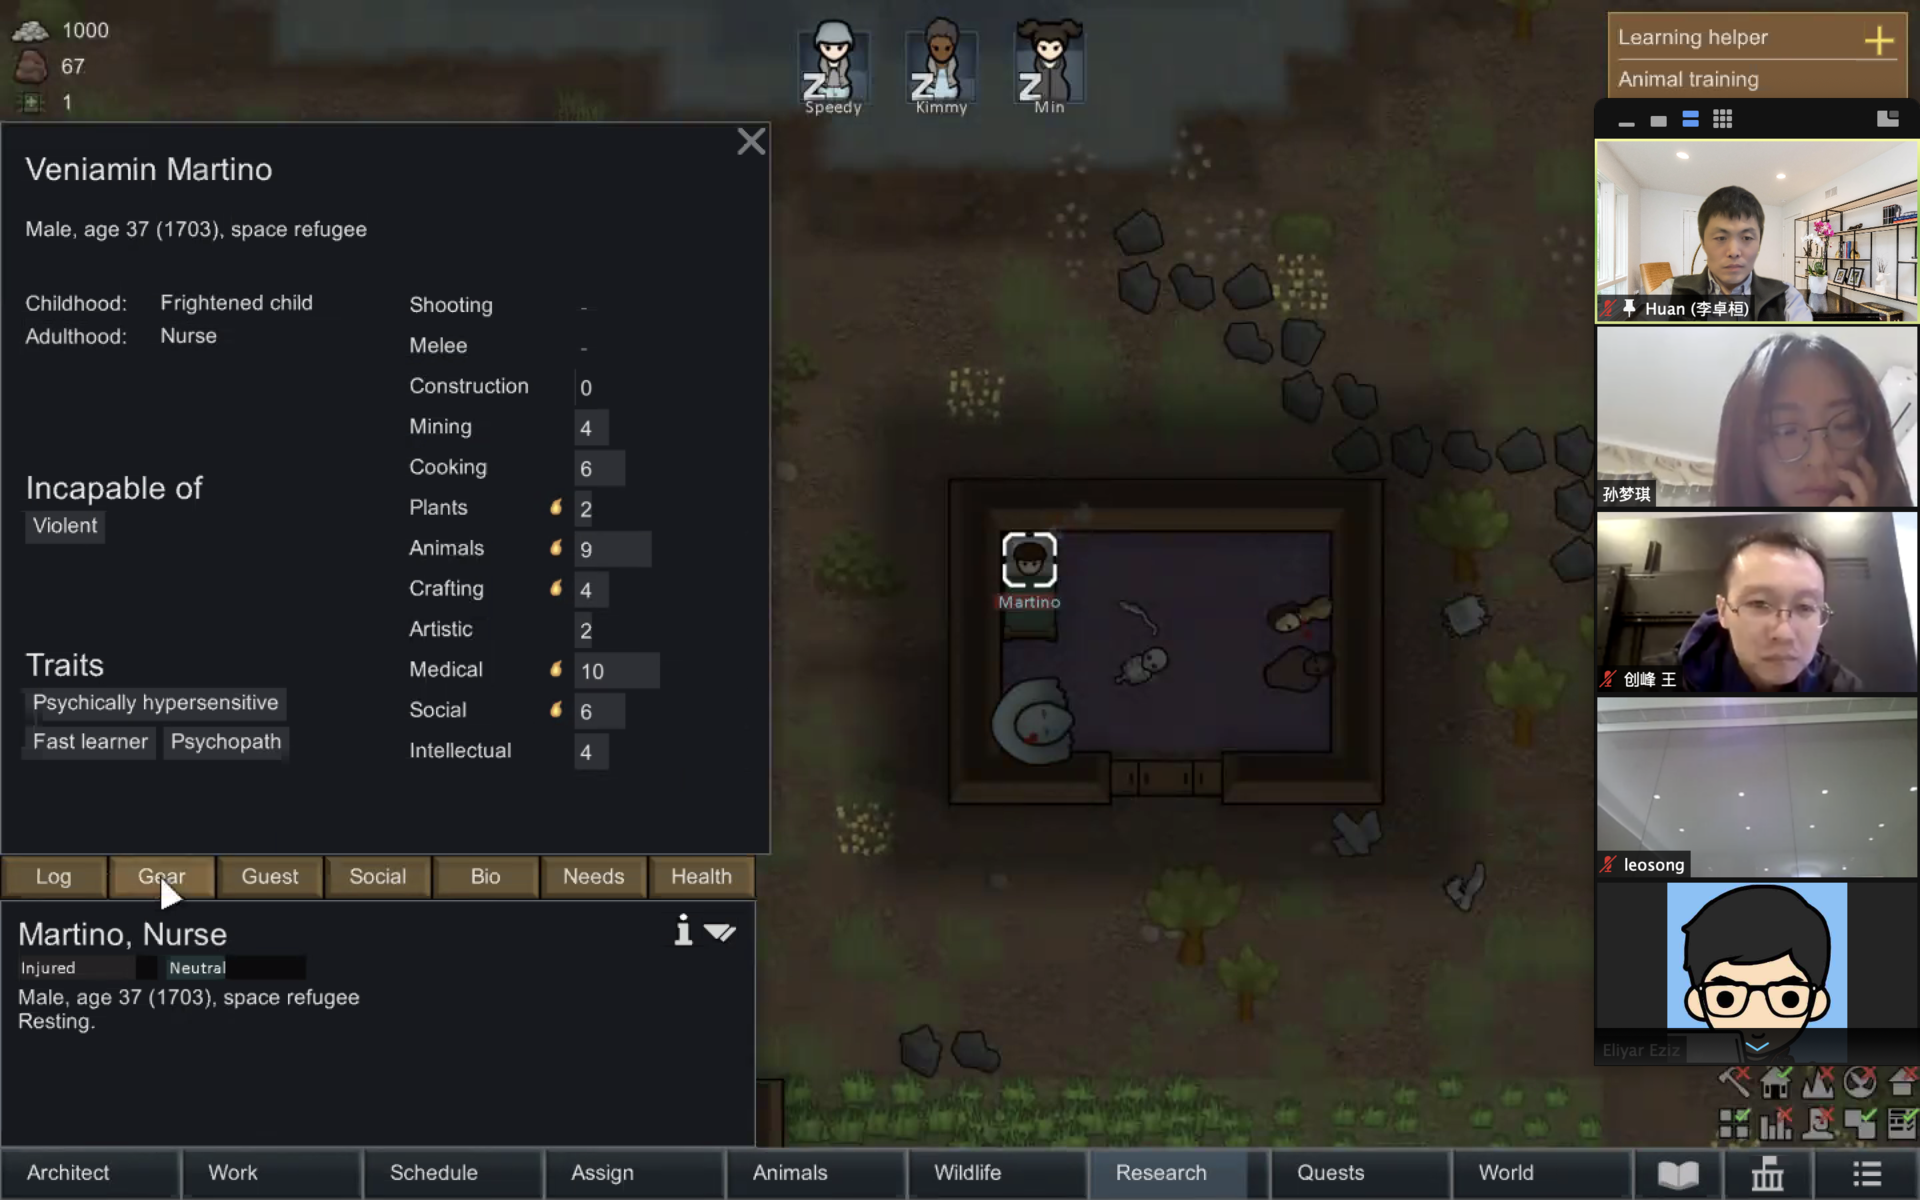 1000
67
1
Speedy
Kimmy
Min
Learning helper
Animal training
Veniamin Martino
Male, age 37 (1703), space refugee
Childhood: Frightened child
Adulthood: Nurse
Incapable of
Violent
Traits
Psychically hypersensitive
Fast learner
Psychopath
Shooting -
Melee -
Construction 0
Mining 4
Cooking 6
Plants 2
Animals 9
Crafting 4
Artistic 2
Medical 10
Social 6
Intellectual 4
Martino
Huan (李卓桓)
孙梦琪
创峰 王
leosong
Eliyar Eziz
Log
Gear
Guest
Social
Bio
Needs
Health
Martino, Nurse
Injured
Neutral
Male, age 37 (1703), space refugee
Resting.
Architect
Work
Schedule
Assign
Animals
Wildlife
Research
Quests
World